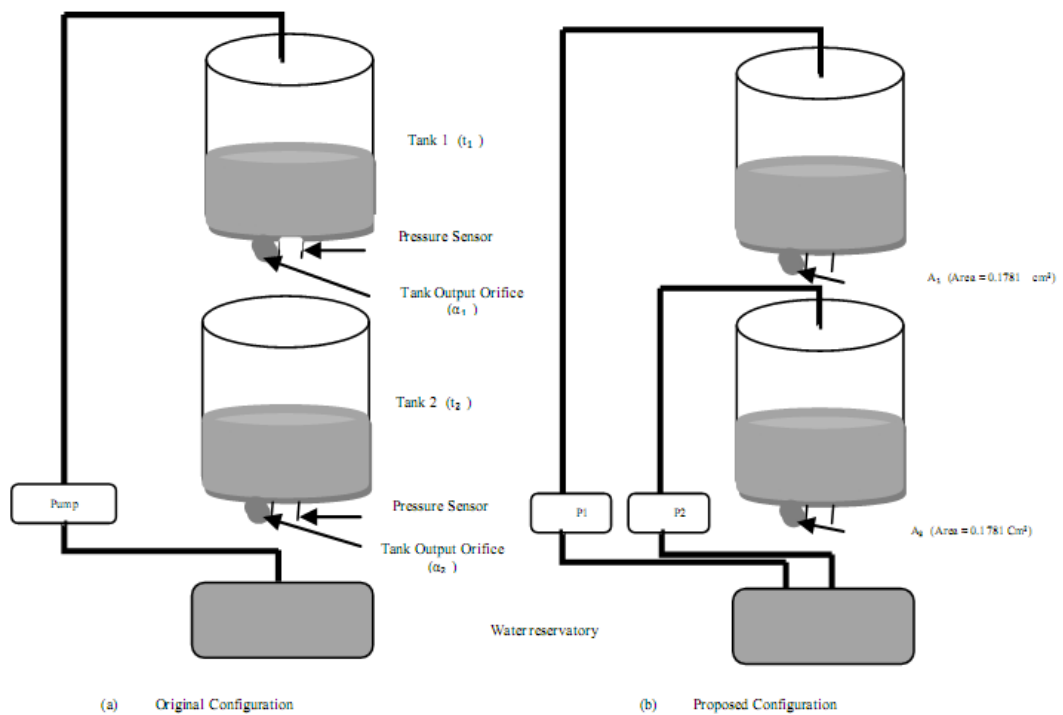 Tank 1 (t₁ )
Pressure Sensor
Tank Output Orifice
(α₁ )
Tank 2 (t₂ )
Pump
Pressure Sensor
Tank Output Orifice
(α₂ )
A₁ (Area = 0.1781 cm²)
P1
P2
A₂ (Area = 0.1781 Cm²)
Water reservatory
(a) Original Configuration
(b) Proposed Configuration